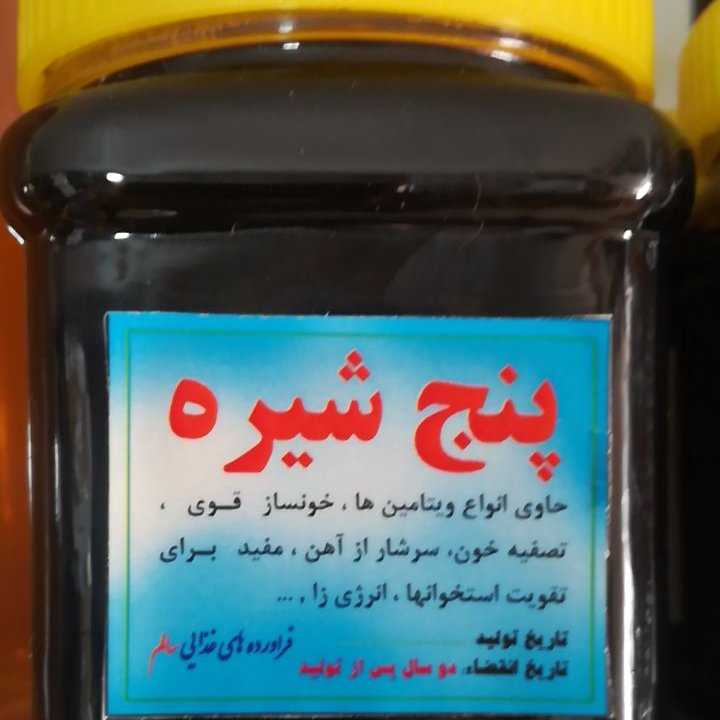 پنج شیره
حاوی انواع ویتامین ها، خونساز قوی ،
تصفیه خون، سرشار از آهن، مفید برای
تقویت استخوانها، انرژی زا , ...
تاریخ تولید
فراورده های غذایی سالم
تاریخ انقضاء: دو سال پس از تولید